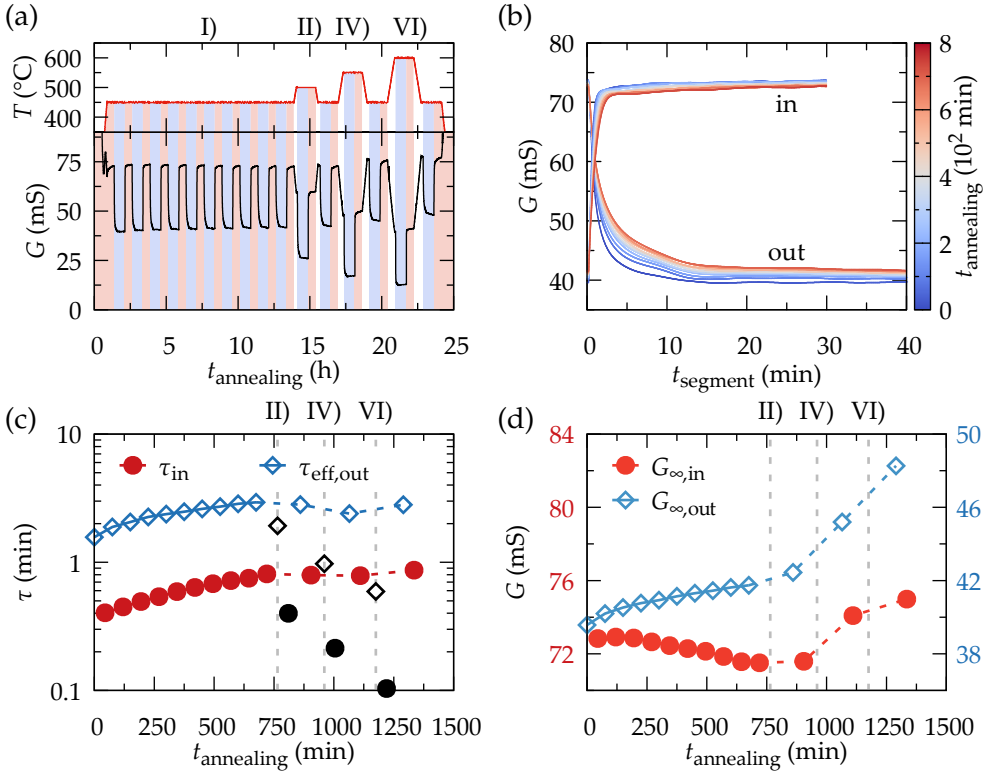 (a)
I) II) IV) VI)
T (°C)
600
500
400
G (mS)
75
50
25
0
0 5 10 15 20 25
t_annealing (h)
(b)
G (mS)
80
70
60
50
40
in
out
0 10 20 30 40
t_segment (min)
8
6
4
2
0
t_annealing (10² min)
(c)
II) IV) VI)
τ (min)
10
1
0.1
τ_in
τ_eff,out
0 250 500 750 1000 1250 1500
t_annealing (min)
(d)
II) IV) VI)
G (mS)
84
80
76
72
G_∞,in
G_∞,out
50
46
42
38
0 250 500 750 1000 1250 1500
t_annealing (min)